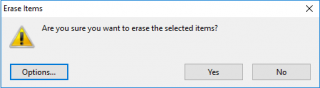 Erase Items
Are you sure you want to erase the selected items?
Options...
Yes
No